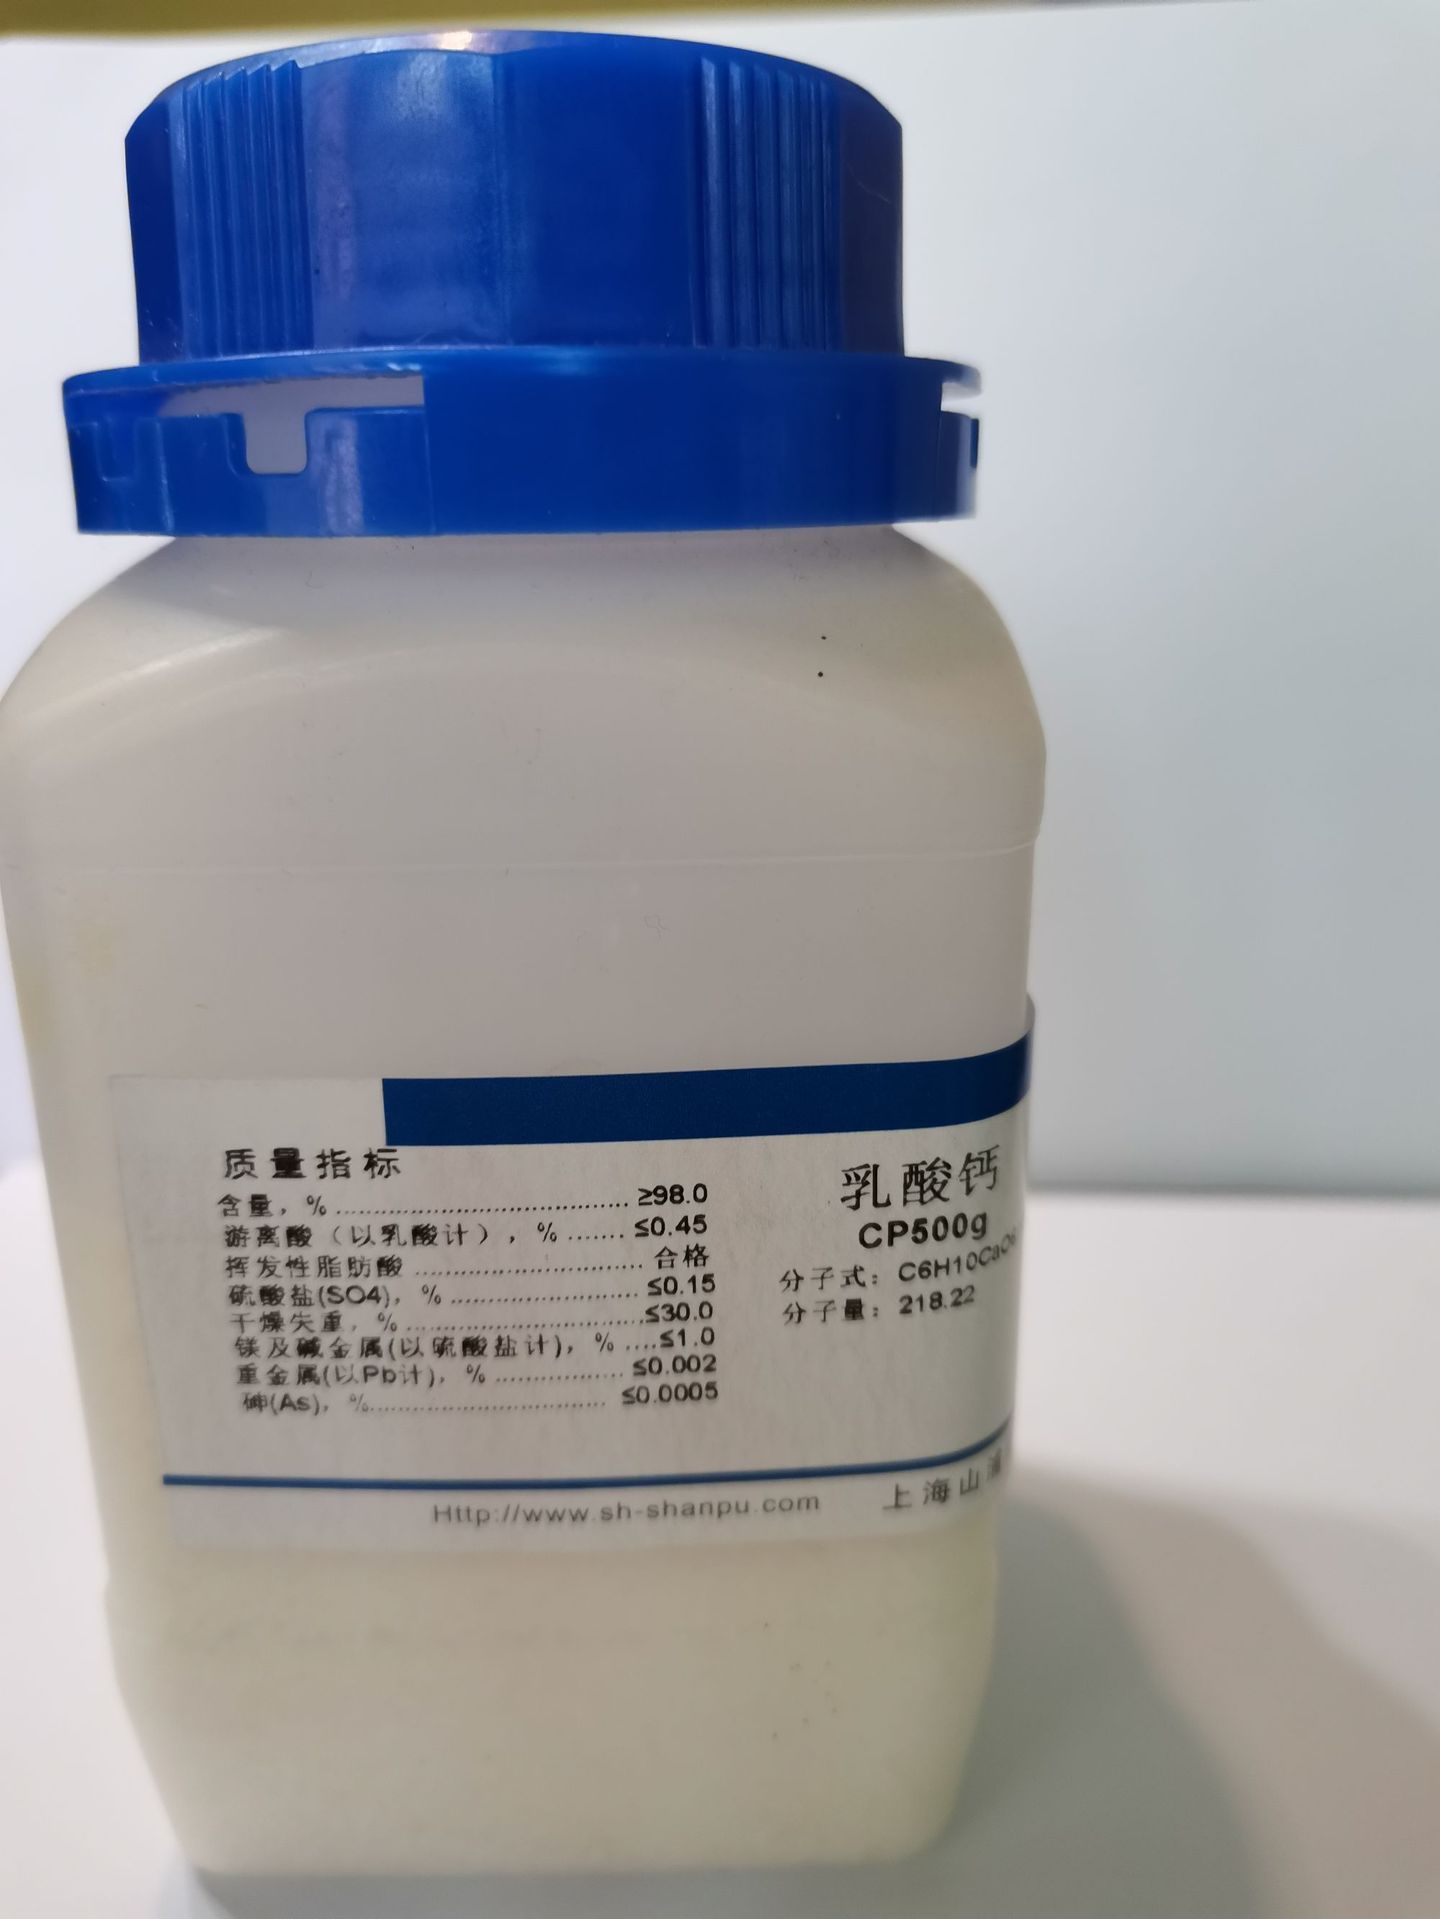 质量指标
含量，% ≥98.0
游离酸（以乳酸计），% ≤0.45
挥发性脂肪酸 合格
硫酸盐(SO4)，% ≤0.15
干燥失重，% ≤30.0
镁及碱金属(以硫酸盐计)，% ≤1.0
重金属(以Pb计)，% ≤0.002
砷(As)，% ≤0.0005
乳酸钙
CP500g
分子式：C6H10CaO6
分子量：218.22
Http://www.sh-shanpu.com
上海山浦